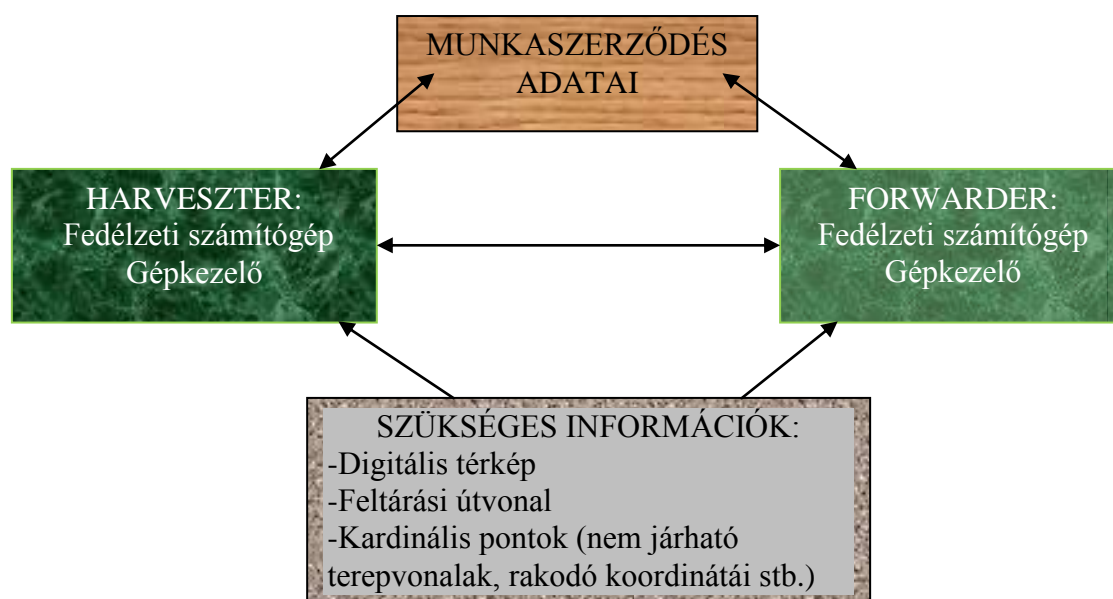 MUNKASZERZŐDÉS
ADATAI
HARVESZTER:
Fedélzeti számítógép
Gépkezelő
FORWARDER:
Fedélzeti számítógép
Gépkezelő
SZÜKSÉGES INFORMÁCIÓK:
-Digitális térkép
-Feltárási útvonal
-Kardinális pontok (nem járható
terepvonalak, rakodó koordinátái stb.)